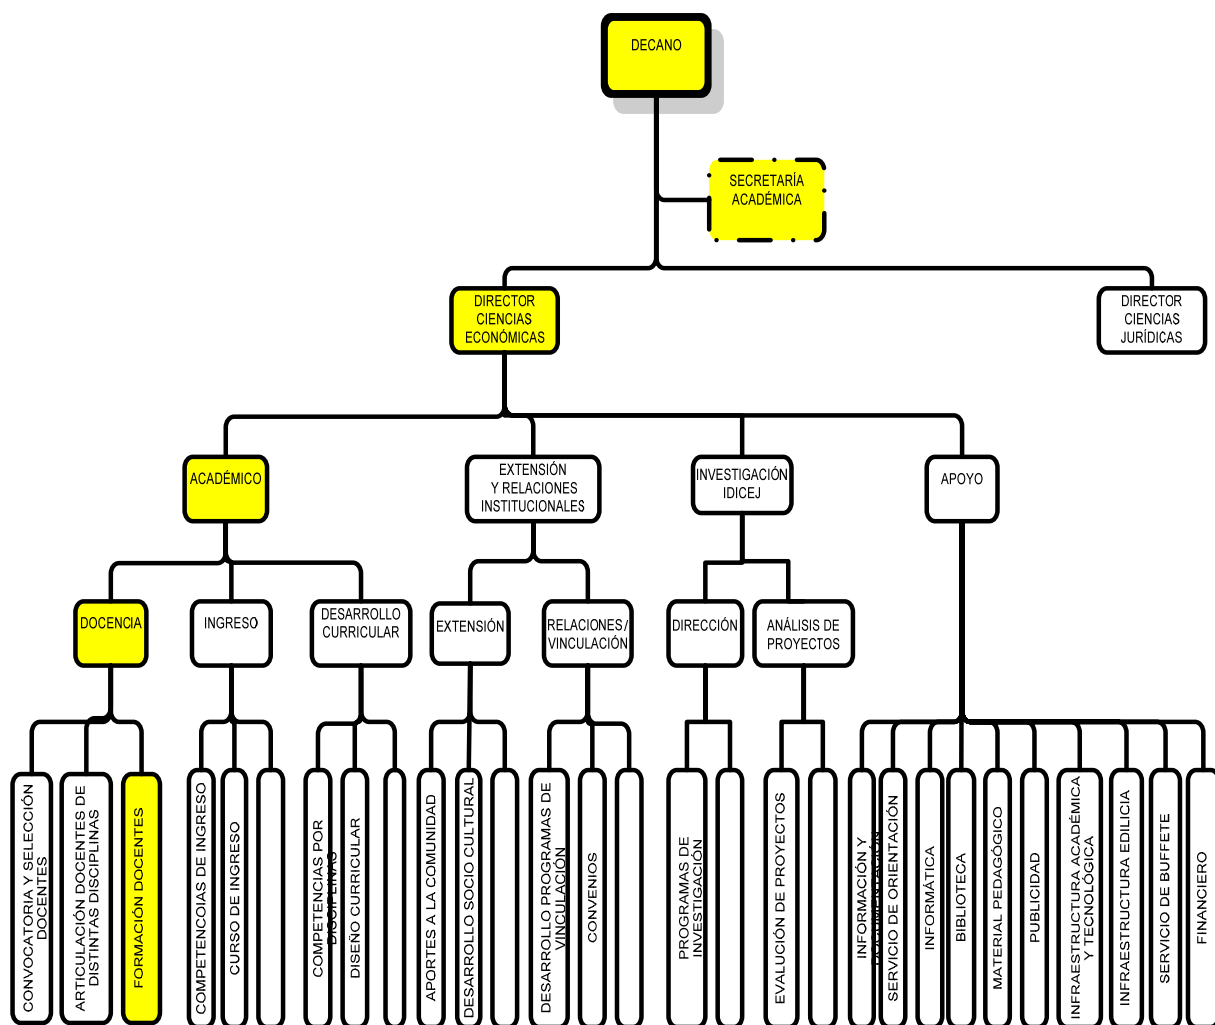 DECANO
SECRETARÍA
ACADÉMICA
DIRECTOR
CIENCIAS
ECONÓMICAS
DIRECTOR
CIENCIAS
JURÍDICAS
ACADÉMICO
EXTENSIÓN
Y RELACIONES
INSTITUCIONALES
INVESTIGACIÓN
IDICEJ
APOYO
DOCENCIA
INGRESO
DESARROLLO
CURRICULAR
EXTENSIÓN
RELACIONES/
VINCULACIÓN
DIRECCIÓN
ANÁLISIS DE
PROYECTOS
CONVOCATORIA Y SELECCIÓN
DOCENTES
ARTICULACIÓN DOCENTES DE
DISTINTAS DISCIPLINAS
FORMACIÓN DOCENTES
COMPETENCOIAS DE INGRESO
CURSO DE INGRESO
COMPETENCIAS POR
DISCIPLINAS
DISEÑO CURRICULAR
APORTES A LA COMUNIDAD
DESARROLLO SOCIO CULTURAL
DESARROLLO PROGRAMAS DE
VINCULACIÓN
CONVENIOS
PROGRAMAS DE
INVESTIGACIÓN
EVALUCIÓN DE PROYECTOS
INFORMACIÓN Y
DOCUMENTACIÓN
SERVICIO DE ORIENTACIÓN
INFORMÁTICA
BIBLIOTECA
MATERIAL PEDAGÓGICO
PUBLICIDAD
INFRAESTRUCTURA ACADÉMICA
Y TECNOLÓGICA
INFRAESTRUCTURA EDILICIA
SERVICIO DE BUFFETE
FINANCIERO